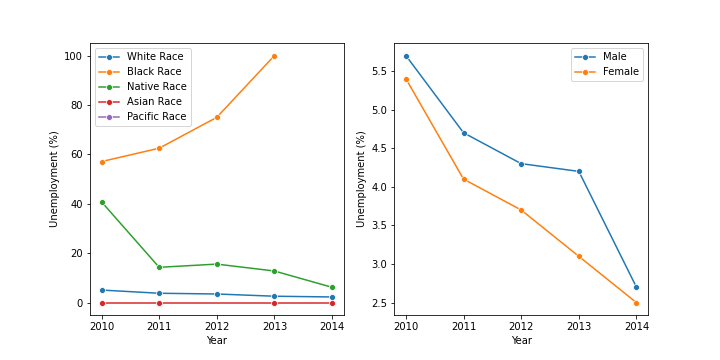 100
80
60
40
20
0
Unemployment (%)
2010 2011 2012 2013 2014
Year
White Race
Black Race
Native Race
Asian Race
Pacific Race
5.5
5.0
4.5
4.0
3.5
3.0
2.5
Unemployment (%)
2010 2011 2012 2013 2014
Year
Male
Female